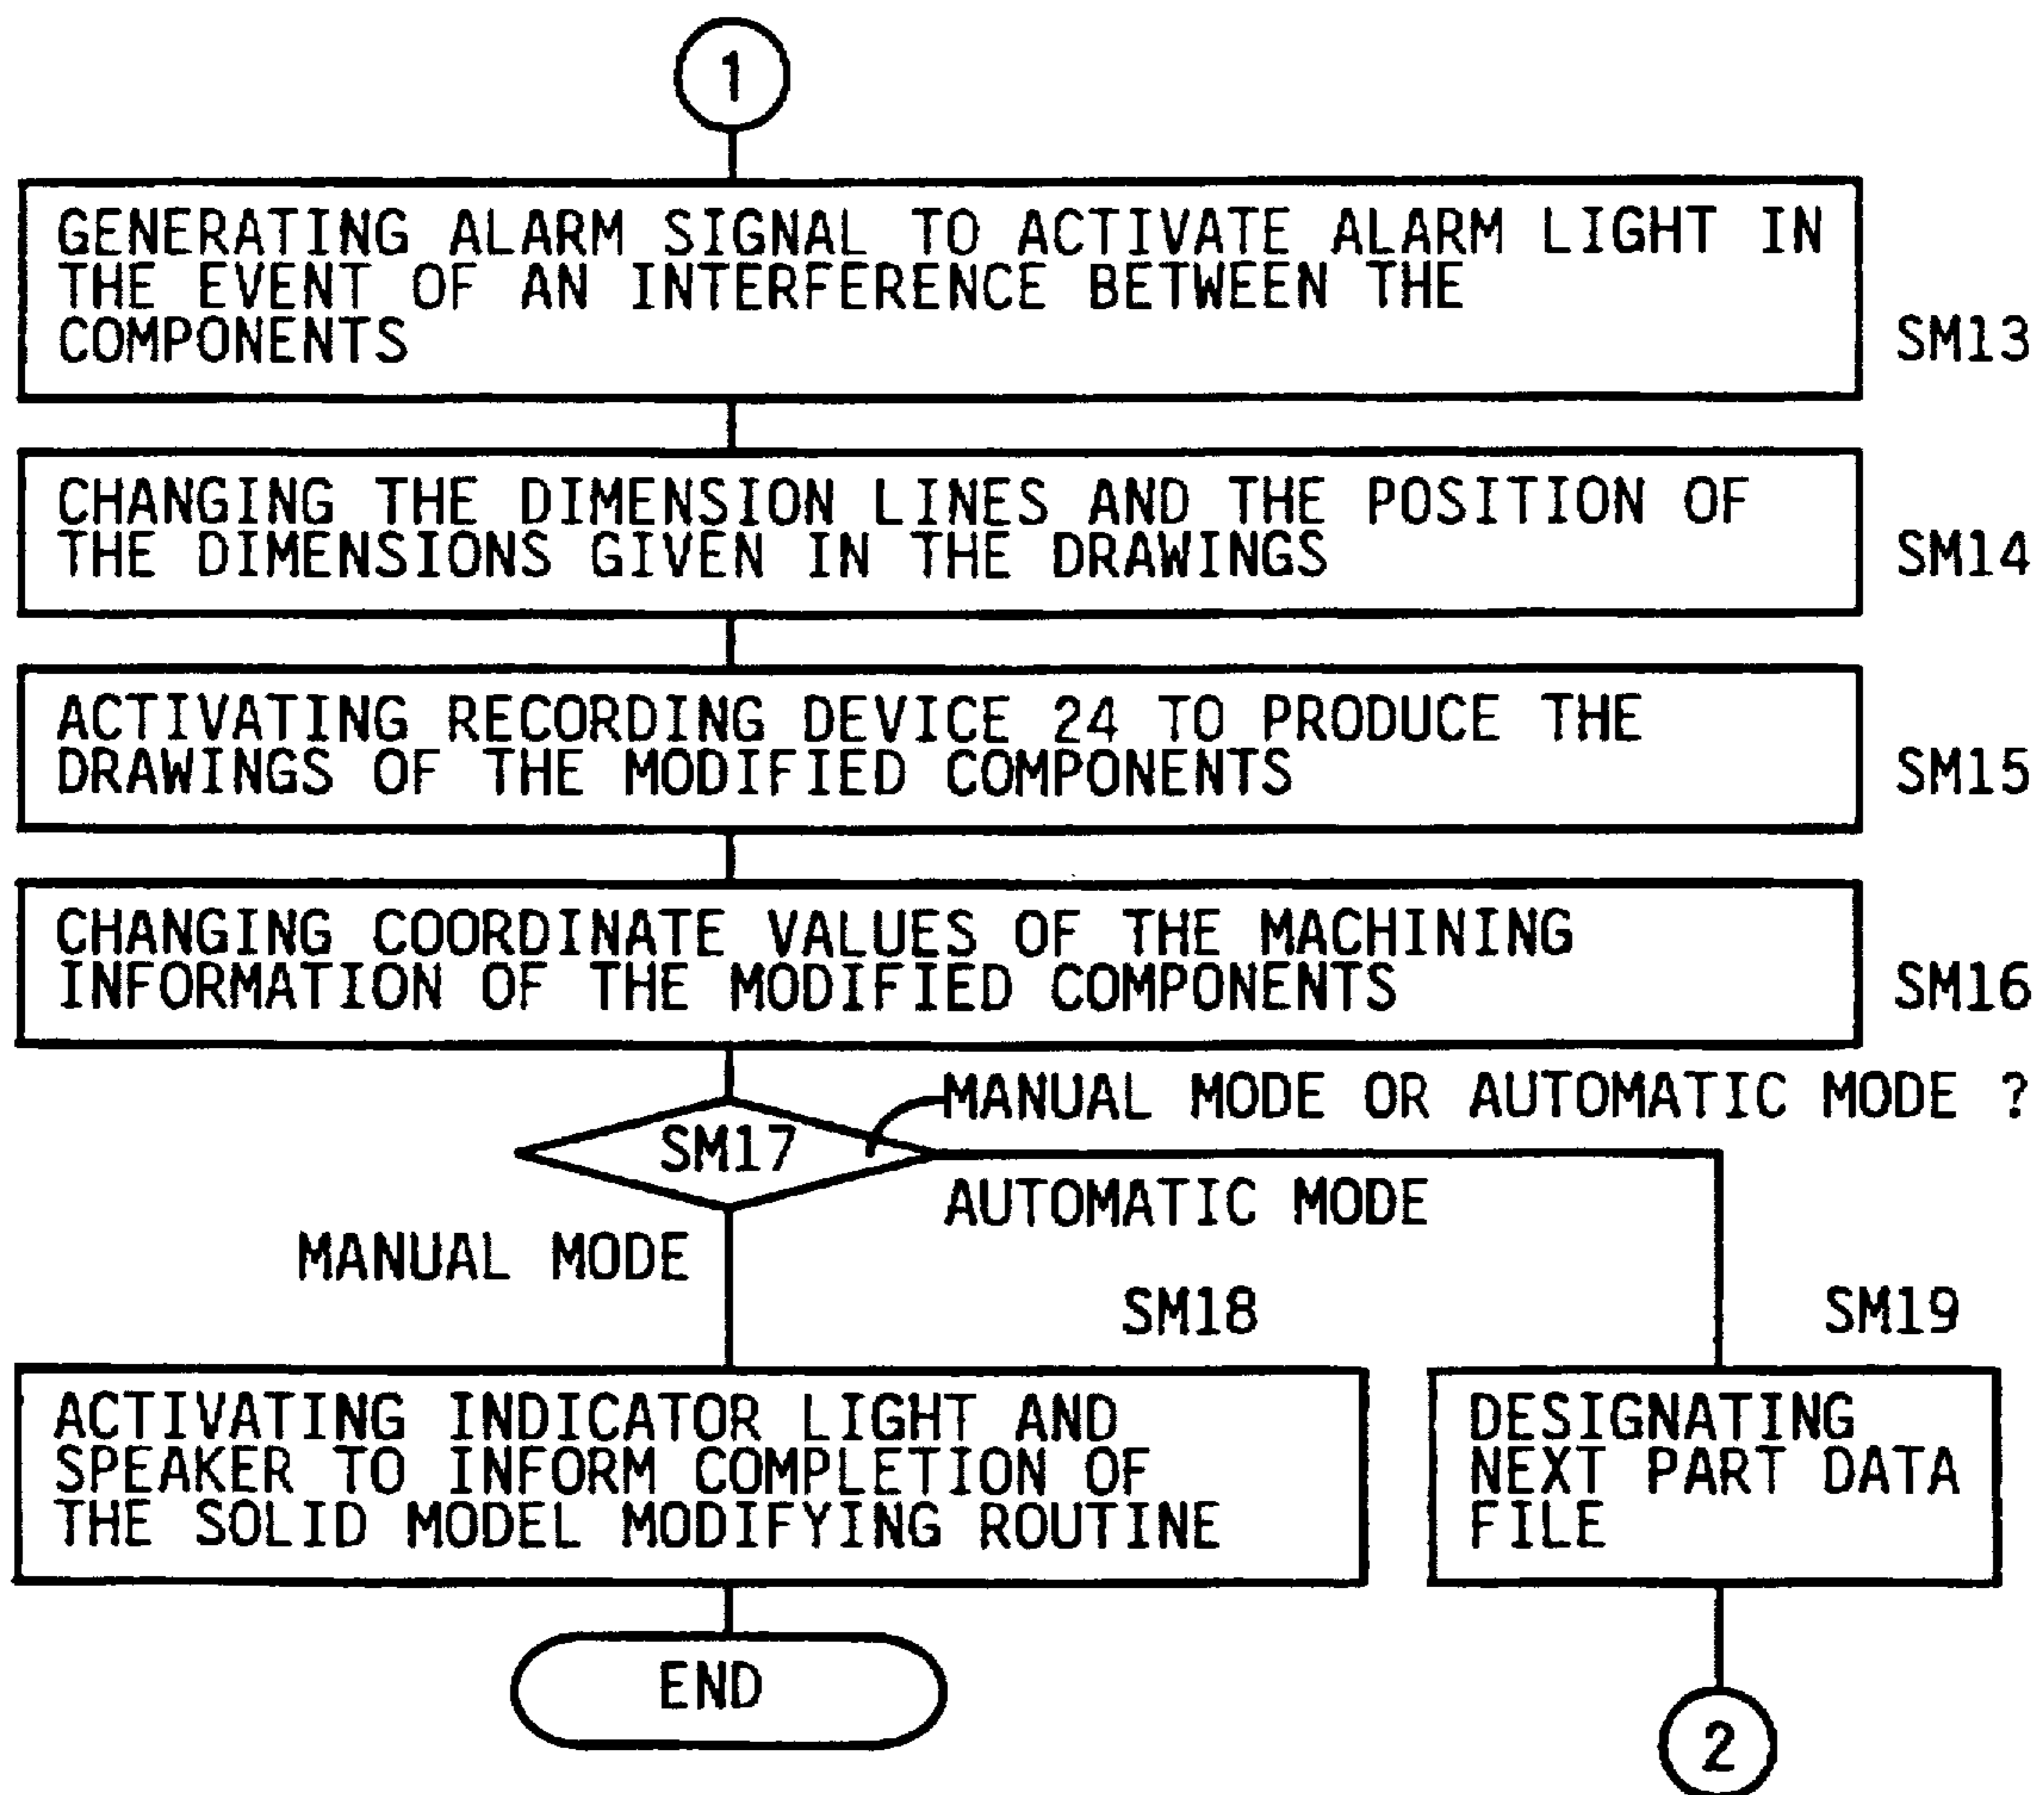 1
GENERATING ALARM SIGNAL TO ACTIVATE ALARM LIGHT IN
THE EVENT OF AN INTERFERENCE BETWEEN THE
COMPONENTS
SM13
CHANGING THE DIMENSION LINES AND THE POSITION OF
THE DIMENSIONS GIVEN IN THE DRAWINGS
SM14
ACTIVATING RECORDING DEVICE 24 TO PRODUCE THE
DRAWINGS OF THE MODIFIED COMPONENTS
SM15
CHANGING COORDINATE VALUES OF THE MACHINING
INFORMATION OF THE MODIFIED COMPONENTS
SM16
MANUAL MODE OR AUTOMATIC MODE ?
SM17
AUTOMATIC MODE
MANUAL MODE
SM18
ACTIVATING INDICATOR LIGHT AND
SPEAKER TO INFORM COMPLETION OF
THE SOLID MODEL MODIFYING ROUTINE
END
SM19
DESIGNATING
NEXT PART DATA
FILE
2